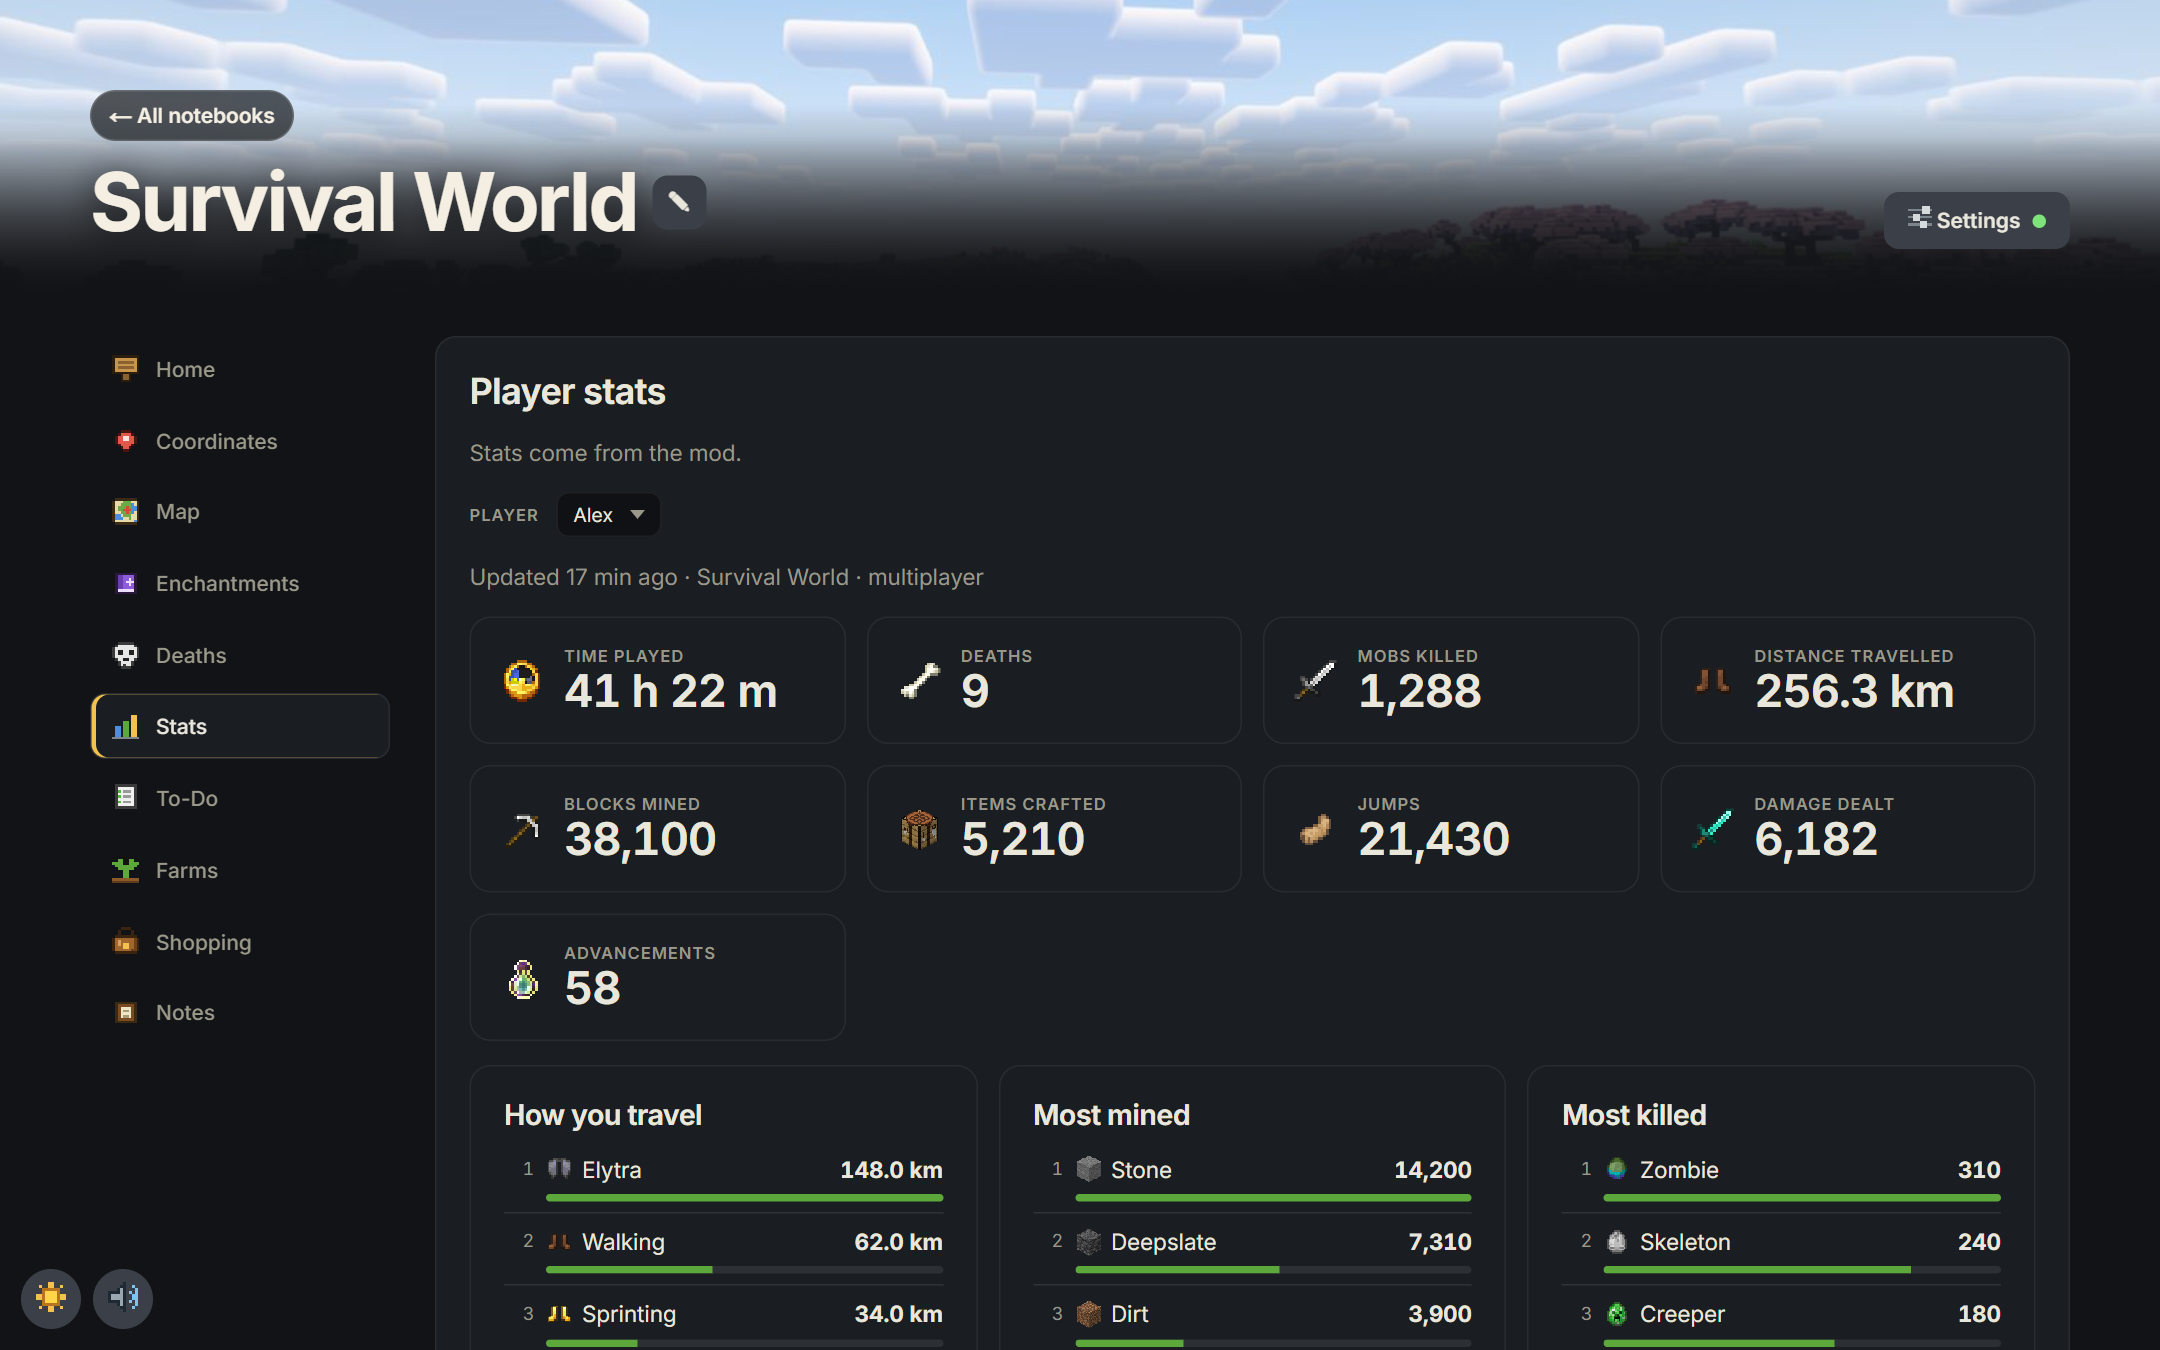 ← All notebooks
Survival World
Settings
Home
Coordinates
Map
Enchantments
Deaths
Stats
To-Do
Farms
Shopping
Notes
Player stats
Stats come from the mod.
PLAYER Alex
Updated 17 min ago · Survival World · multiplayer
TIME PLAYED
41 h 22 m
DEATHS
9
MOBS KILLED
1,288
DISTANCE TRAVELLED
256.3 km
BLOCKS MINED
38,100
ITEMS CRAFTED
5,210
JUMPS
21,430
DAMAGE DEALT
6,182
ADVANCEMENTS
58
How you travel
1 Elytra 148.0 km
2 Walking 62.0 km
3 Sprinting 34.0 km
Most mined
1 Stone 14,200
2 Deepslate 7,310
3 Dirt 3,900
Most killed
1 Zombie 310
2 Skeleton 240
3 Creeper 180